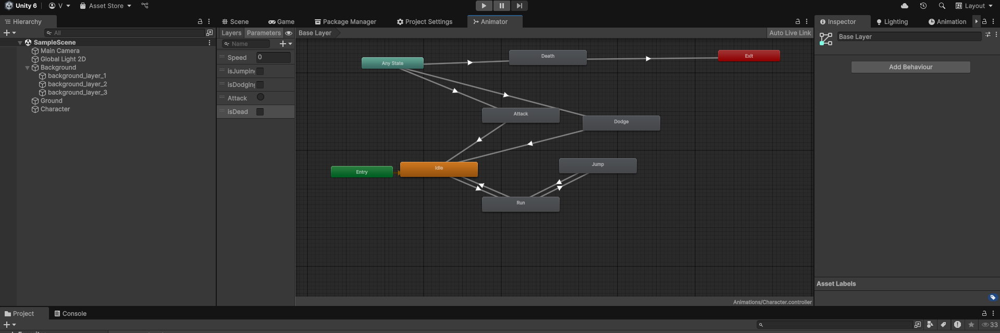 Unity 6 V Asset Store Layout
Hierarchy Scene Game Package Manager Project Settings Animator Inspector Lighting Animation
All Layers Parameters Base Layer Auto Live Link Base Layer
SampleScene
Name
Main Camera
Global Light 2D
Background
background_layer_1
background_layer_2
background_layer_3
Ground
Character
Speed 0
isJumping
isDodging
Attack
isDead
Any State
Death
Exit
Attack
Dodge
Entry
Idle
Jump
Run
Add Behaviour
Asset Labels
Animations/Character.controller
Project Console
33